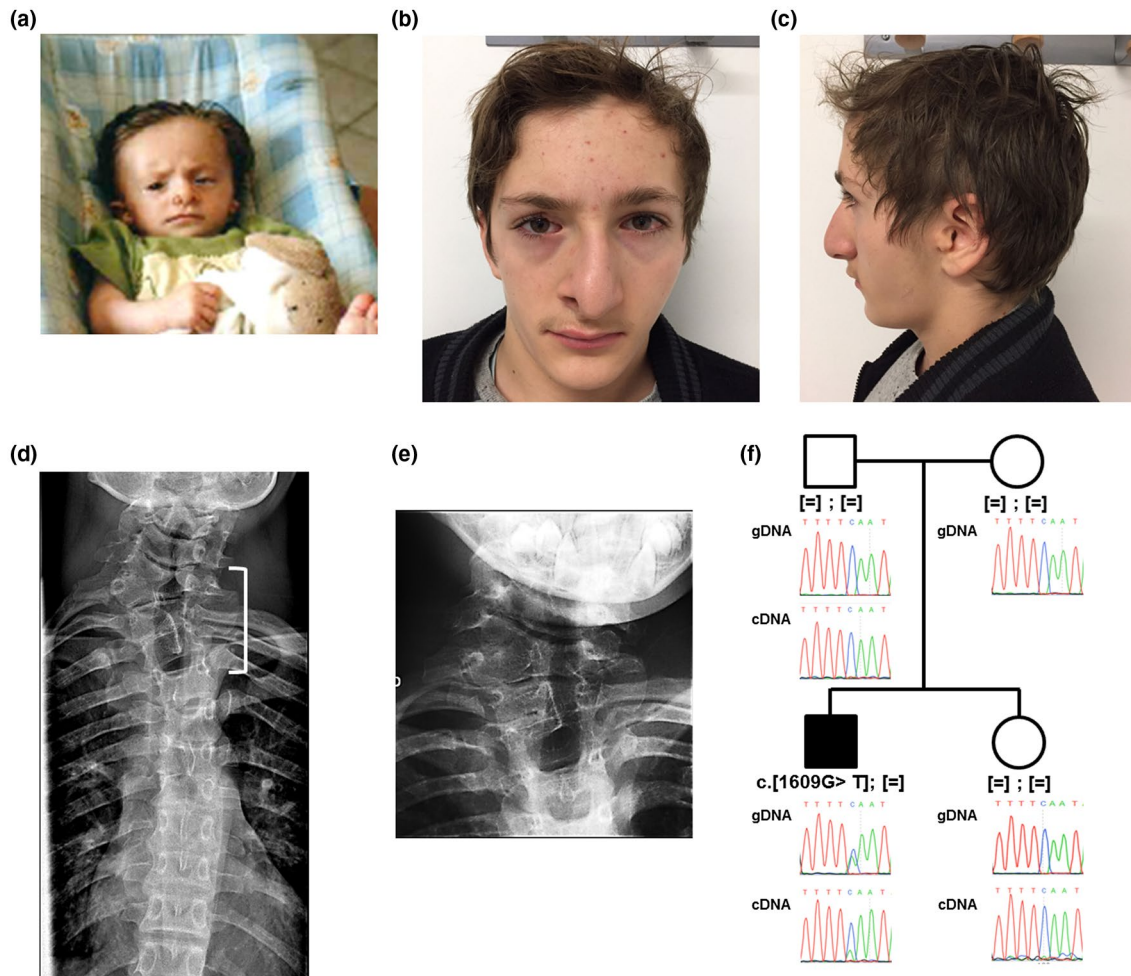 (a)
(b)
(c)
(d)
(e)
(f)
[=] ; [=]
[=] ; [=]
gDNA
T T T T C A A T
gDNA
T T T T C A A T
cDNA
T T T T C A A T
c.[1609G> T]; [=]
[=] ; [=]
gDNA
T T T T C A A T
gDNA
T T T T C A A T
cDNA
T T T T C A A T
cDNA
T T T T C A A T